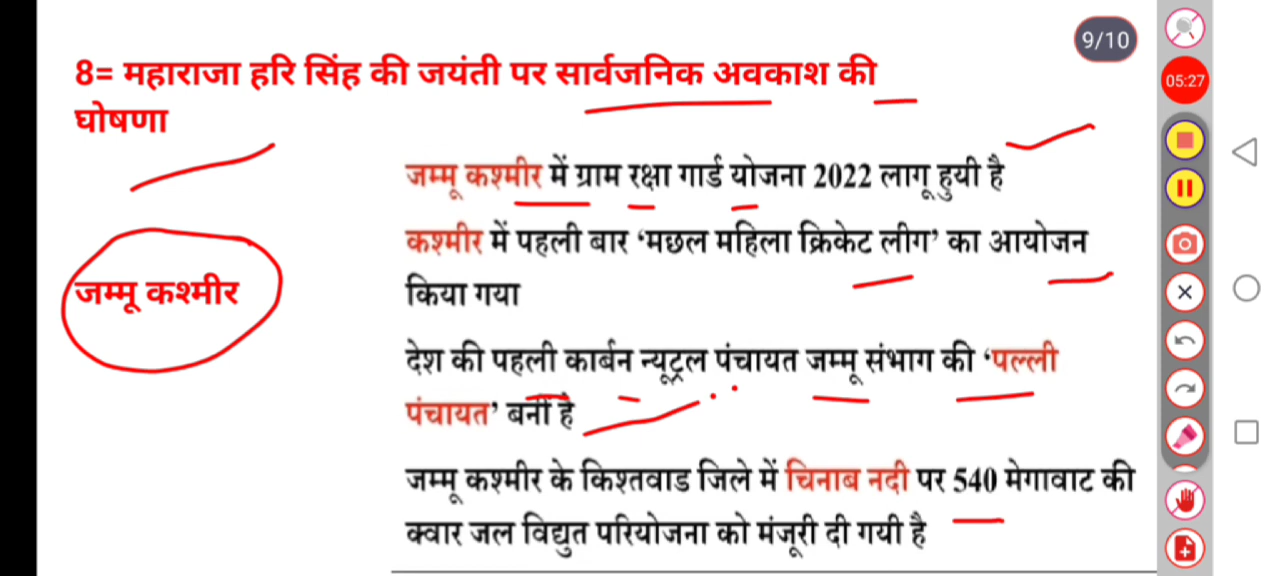 9/10
05:27
8= महाराजा हरि सिंह की जयंती पर सार्वजनिक अवकाश की
घोषणा
जम्मू कश्मीर
जम्मू कश्मीर में ग्राम रक्षा गार्ड योजना 2022 लागू हुयी है
कश्मीर में पहली बार ‘मछल महिला क्रिकेट लीग’ का आयोजन
किया गया
देश की पहली कार्बन न्यूट्रल पंचायत जम्मू संभाग की ‘पल्ली
पंचायत’ बनी है
जम्मू कश्मीर के किश्तवाड जिले में चिनाब नदी पर 540 मेगावाट की
क्वार जल विद्युत परियोजना को मंजूरी दी गयी है